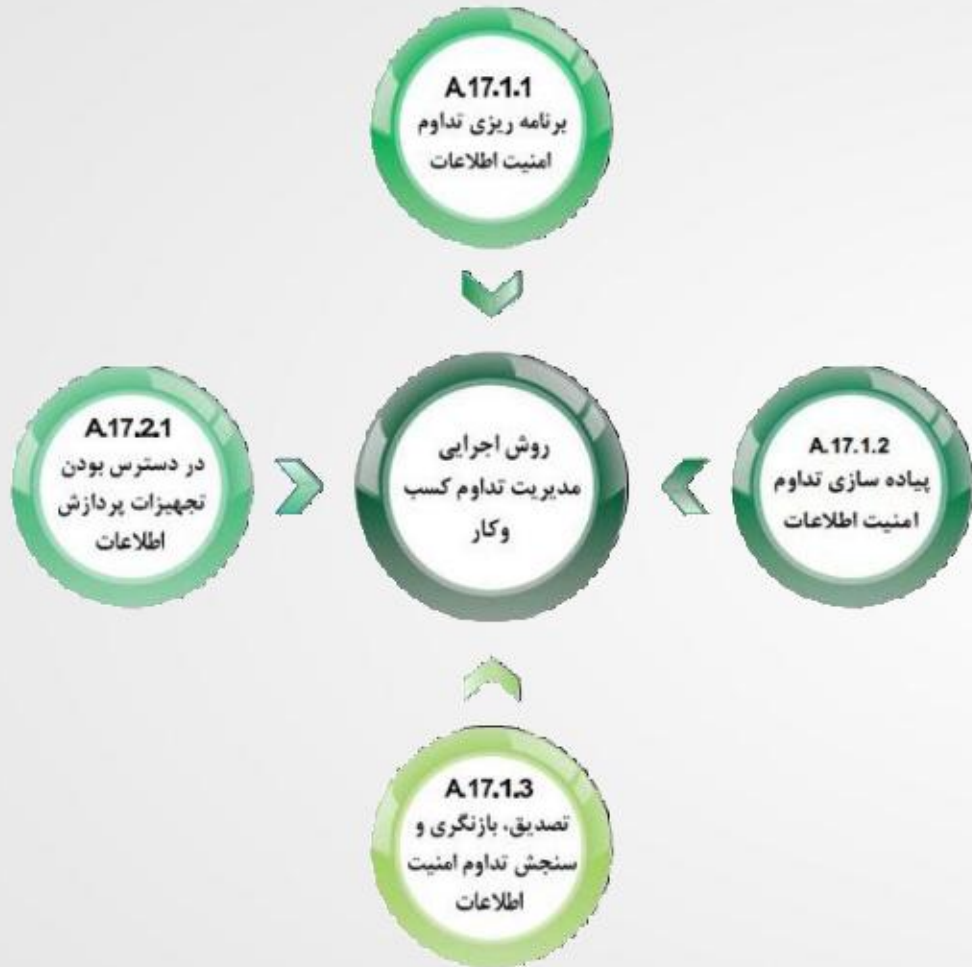 A.17.1.1
برنامه ریزی تداوم
امنیت اطلاعات
A.17.1.2
پیاده سازی تداوم
امنیت اطلاعات
روش اجرایی
مدیریت تداوم کسب
وکار
A.17.2.1
در دسترس بودن
تجهیزات پردازش
اطلاعات
A.17.1.3
تصدیق، بازنگری و
سنجش تداوم امنیت
اطلاعات